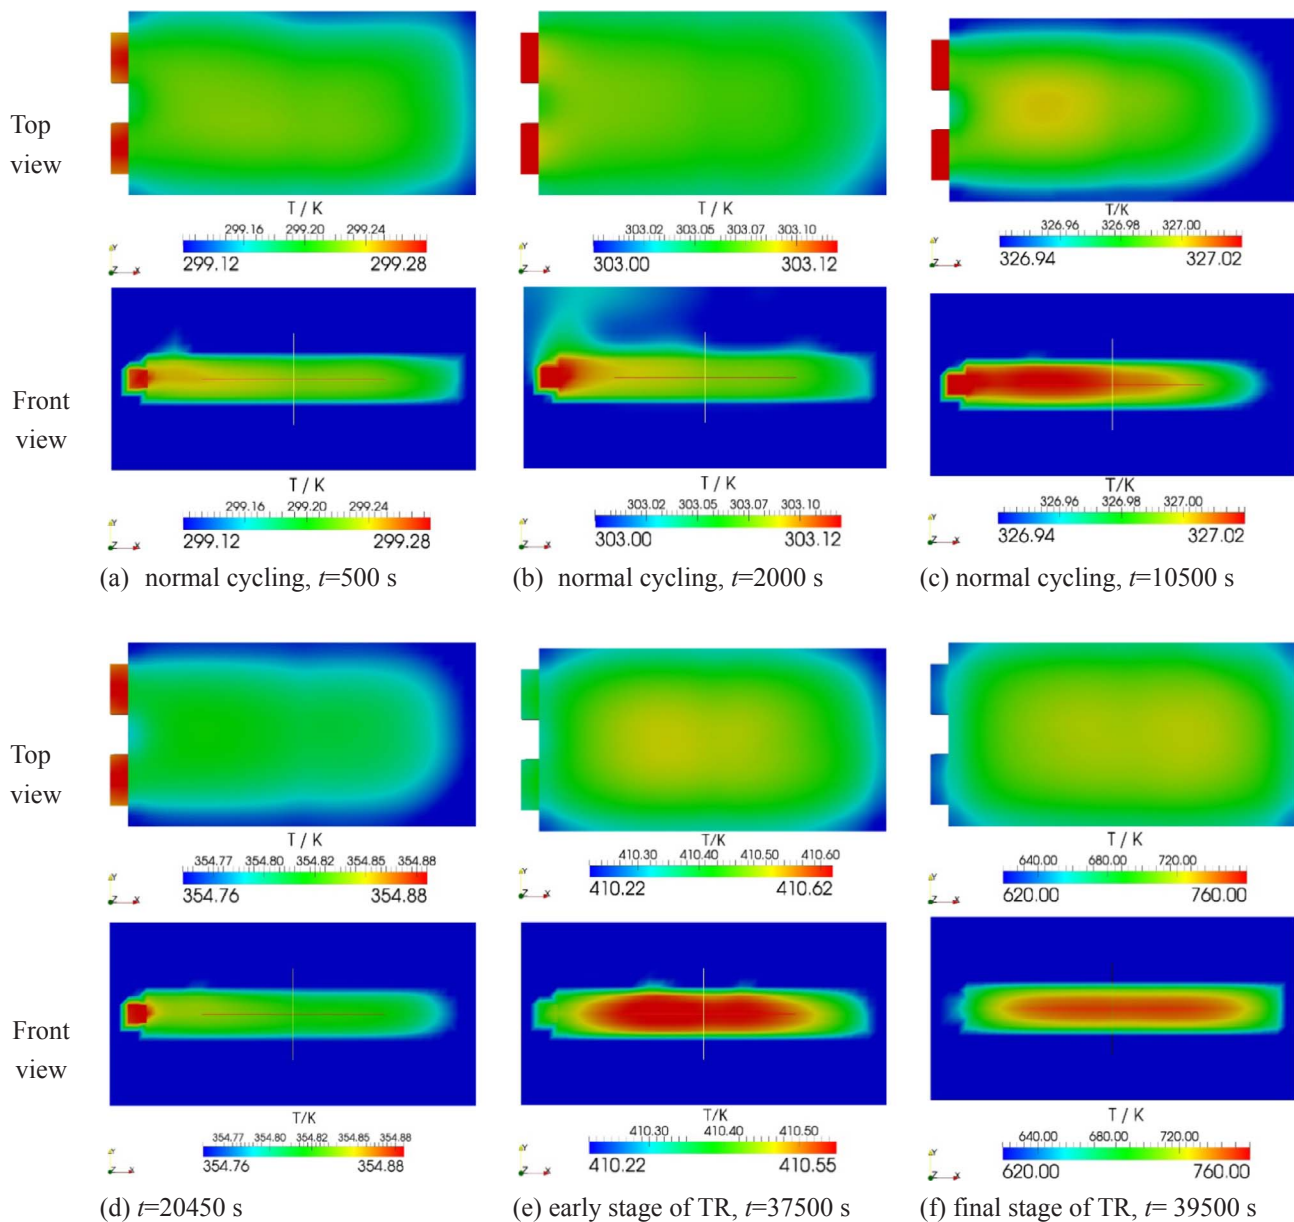 Top
view
T / K
299.16 299.20 299.24
299.12 299.28
Y
Z X
T / K
303.02 303.05 303.07 303.10
303.00 303.12
Y
Z X
T/K
326.96 326.98 327.00
326.94 327.02
Y
Z X
Front
view
T / K
299.16 299.20 299.24
299.12 299.28
Y
Z X
T / K
303.02 303.05 303.07 303.10
303.00 303.12
Y
Z X
T/K
326.96 326.98 327.00
326.94 327.02
Y
Z X
(a) normal cycling, t=500 s
(b) normal cycling, t=2000 s
(c) normal cycling, t=10500 s
Top
view
T / K
354.77 354.80 354.82 354.85 354.88
354.76 354.88
Y
Z X
T/K
410.30 410.40 410.50 410.60
410.22 410.62
Y
Z X
T / K
640.00 680.00 720.00
620.00 760.00
Y
Z X
Front
view
T/K
354.77 354.80 354.82 354.85 354.88
354.76 354.88
Y
Z X
T/K
410.30 410.40 410.50
410.22 410.55
Y
Z X
T / K
640.00 680.00 720.00
620.00 760.00
Y
Z X
(d) t=20450 s
(e) early stage of TR, t=37500 s
(f) final stage of TR, t= 39500 s